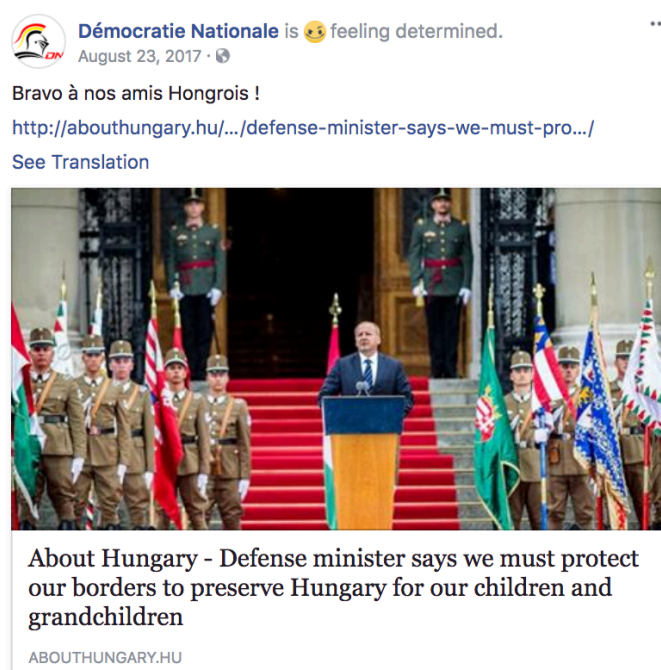 Démocratie Nationale is feeling determined.
August 23, 2017 ·
Bravo à nos amis Hongrois !
http://abouthungary.hu/.../defense-minister-says-we-must-pro.../
See Translation
About Hungary - Defense minister says we must protect
our borders to preserve Hungary for our children and
grandchildren
ABOUTHUNGARY.HU
DN